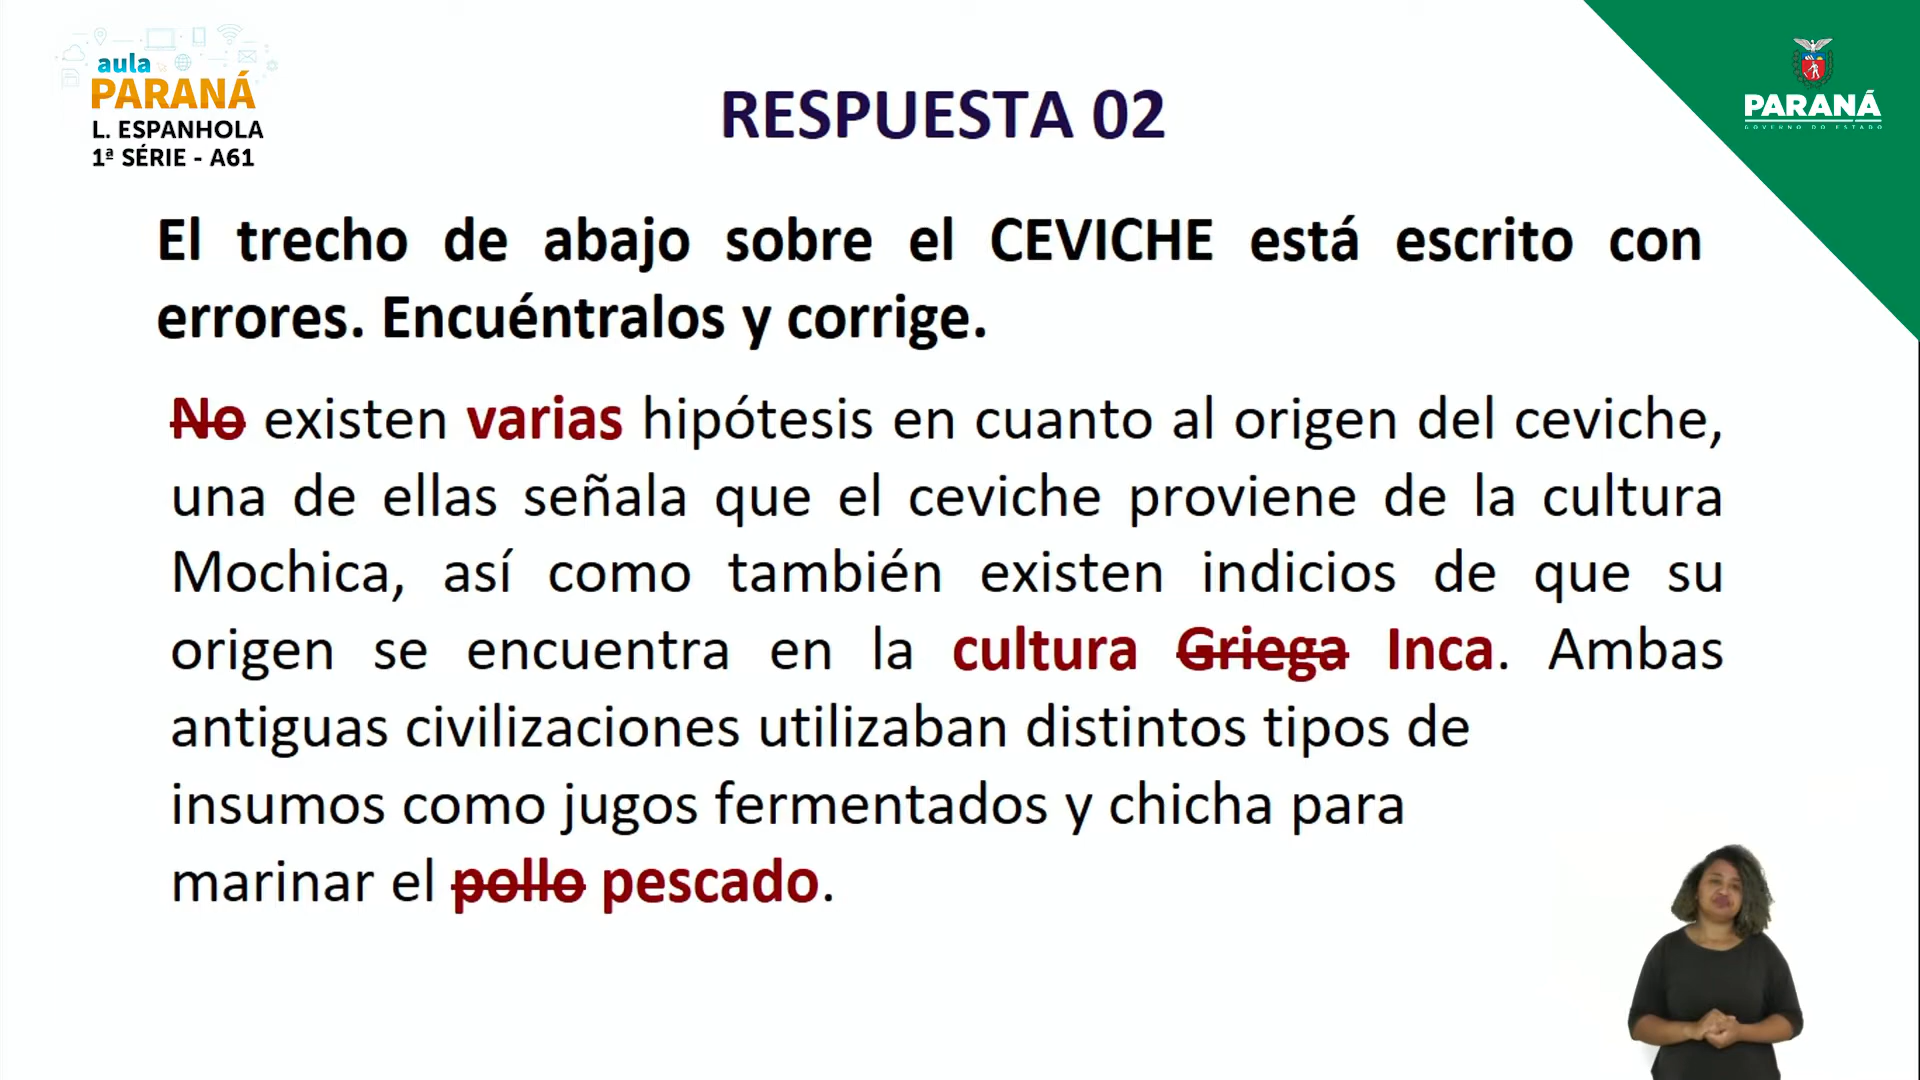 aula
PARANÁ
L. ESPANHOLA
1ª SÉRIE - A61
PARANÁ
GOVERNO DO ESTADO
RESPUESTA 02
El trecho de abajo sobre el CEVICHE está escrito con
errores. Encuéntralos y corrige.
No existen varias hipótesis en cuanto al origen del ceviche,
una de ellas señala que el ceviche proviene de la cultura
Mochica, así como también existen indicios de que su
origen se encuentra en la cultura Griega Inca. Ambas
antiguas civilizaciones utilizaban distintos tipos de
insumos como jugos fermentados y chicha para
marinar el pollo pescado.